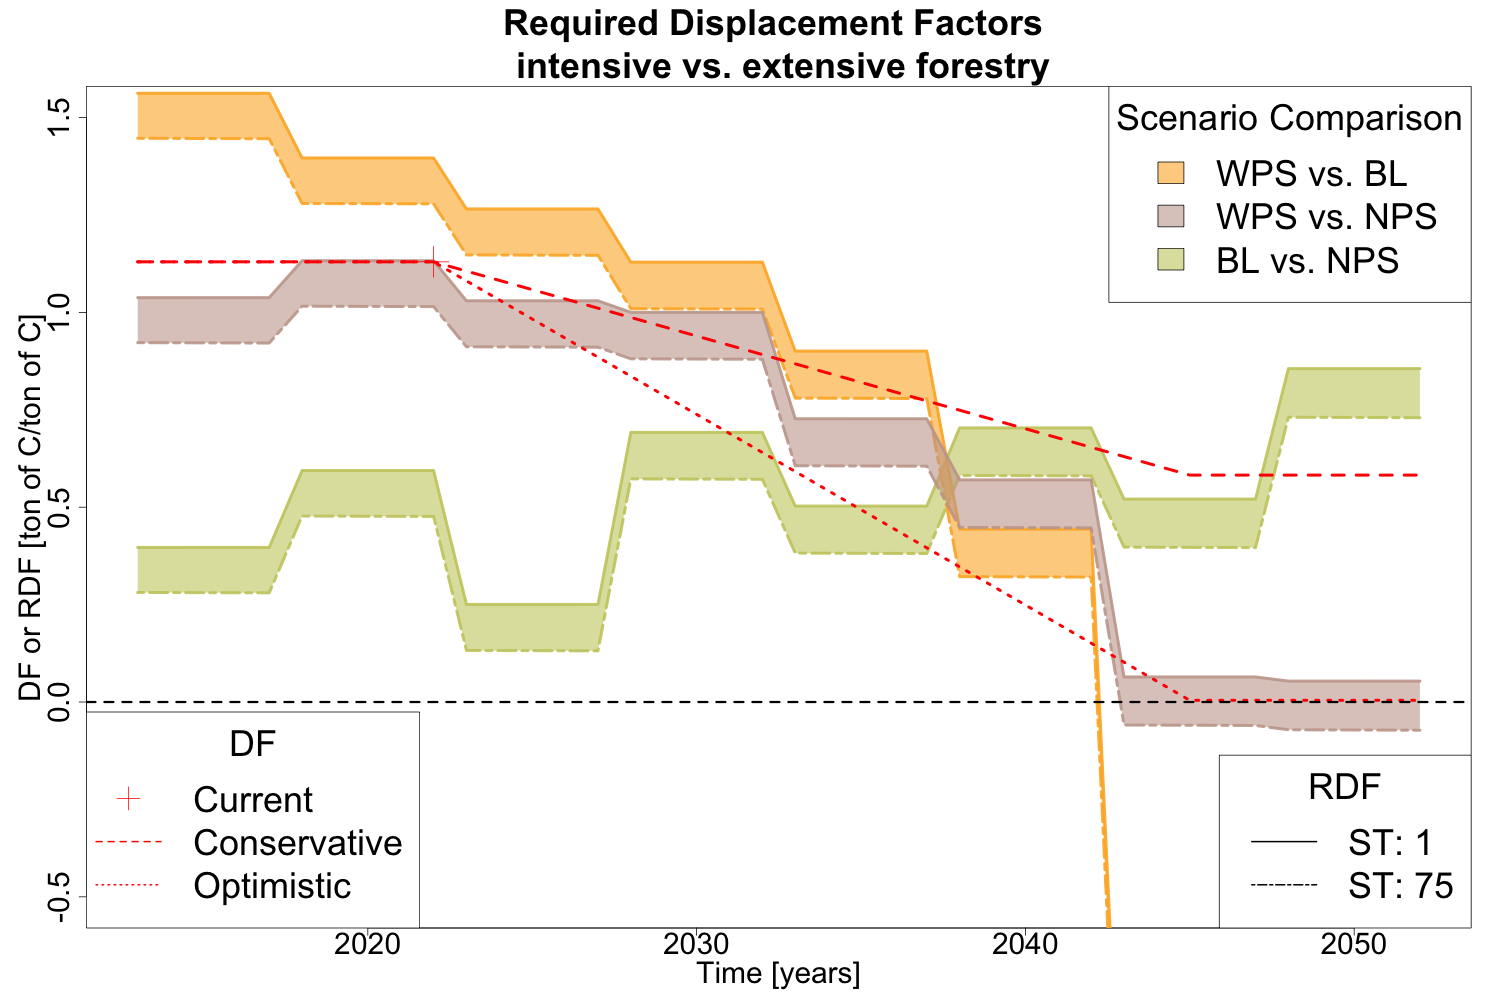 Required Displacement Factors
intensive vs. extensive forestry
DF or RDF [ton of C/ton of C]
1.5
1.0
0.5
0.0
-0.5
Scenario Comparison
WPS vs. BL
WPS vs. NPS
BL vs. NPS
DF
Current
Conservative
Optimistic
RDF
ST: 1
ST: 75
2020
2030
2040
2050
Time [years]